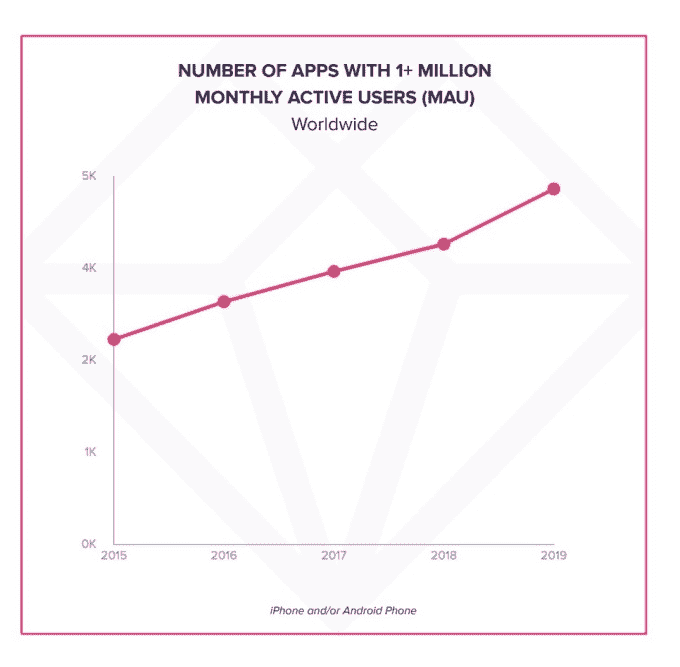 NUMBER OF APPS WITH 1+ MILLION
MONTHLY ACTIVE USERS (MAU)
Worldwide
5K
4K
2K
1K
0K
2015 2016 2017 2018 2019
iPhone and/or Android Phone